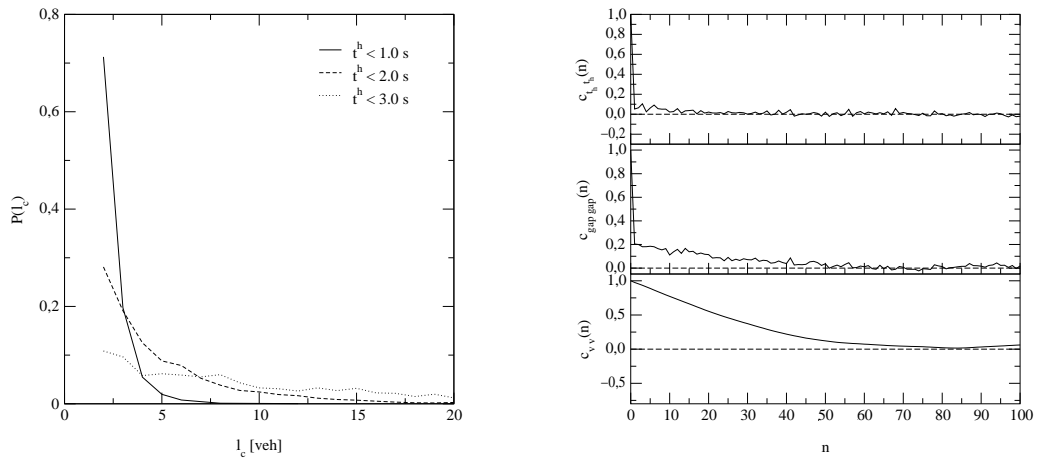 0,8
0,6
0,4
0,2
0
P(l_c)
0 5 10 15 20
l_c [veh]
t^h < 1.0 s
t^h < 2.0 s
t^h < 3.0 s
1,0
0,8
0,6
0,4
0,2
0,0
−0,2
c_{t_h t_h}(n)
1,0
0,8
0,6
0,4
0,2
0,0
c_{gap gap}(n)
1,0
0,5
0,0
−0,5
c_{v v}(n)
0 10 20 30 40 50 60 70 80 90 100
n